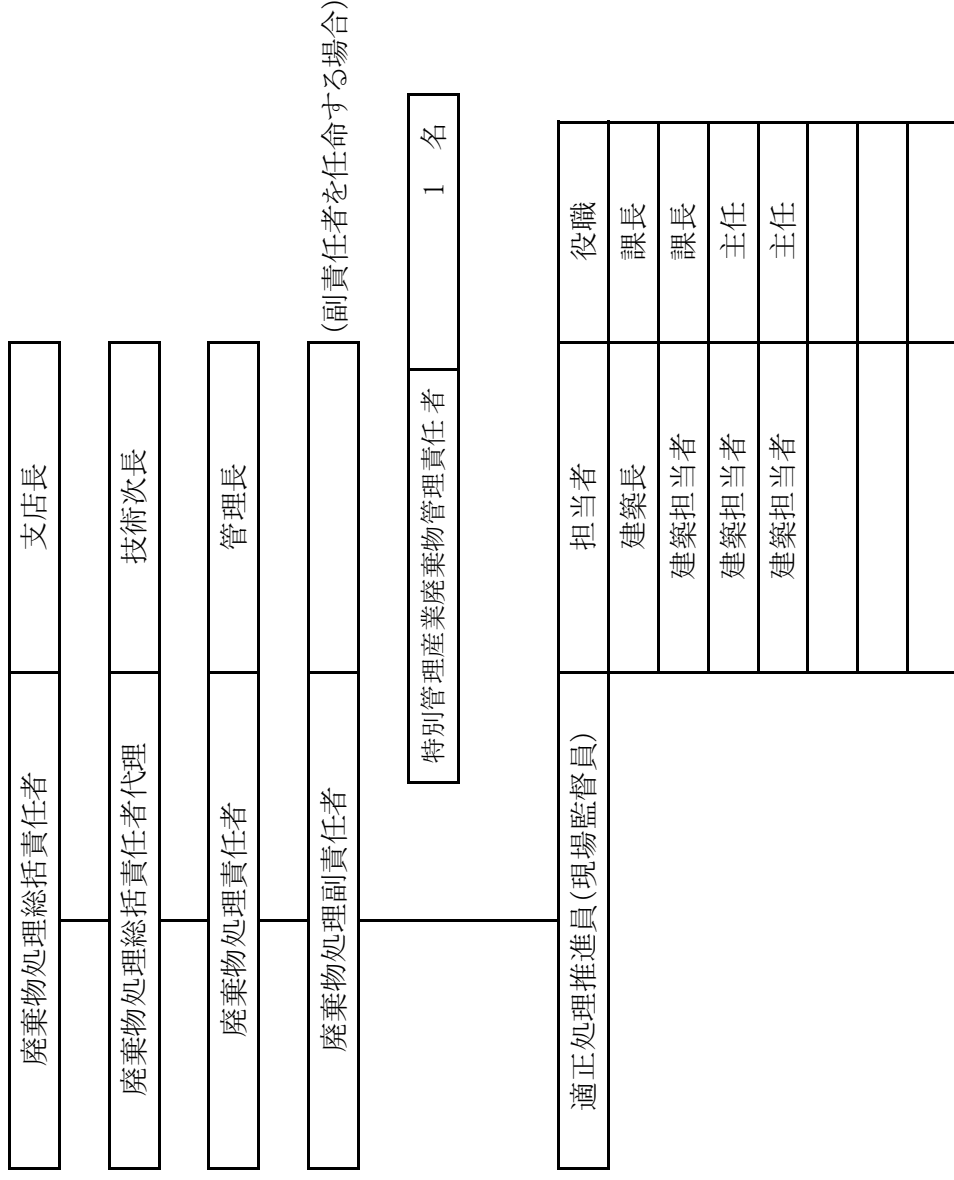 廃棄物処理総括責任者 支店長
廃棄物処理総括責任者代理 技術次長
廃棄物処理責任者 管理長
廃棄物処理副責任者 (副責任者を任命する場合)
特別管理産業廃棄物管理責任者 1 名
適正処理推進員(現場監督員) 担当者 役職
建築長 課長
建築担当者 課長
建築担当者 主任
建築担当者 主任